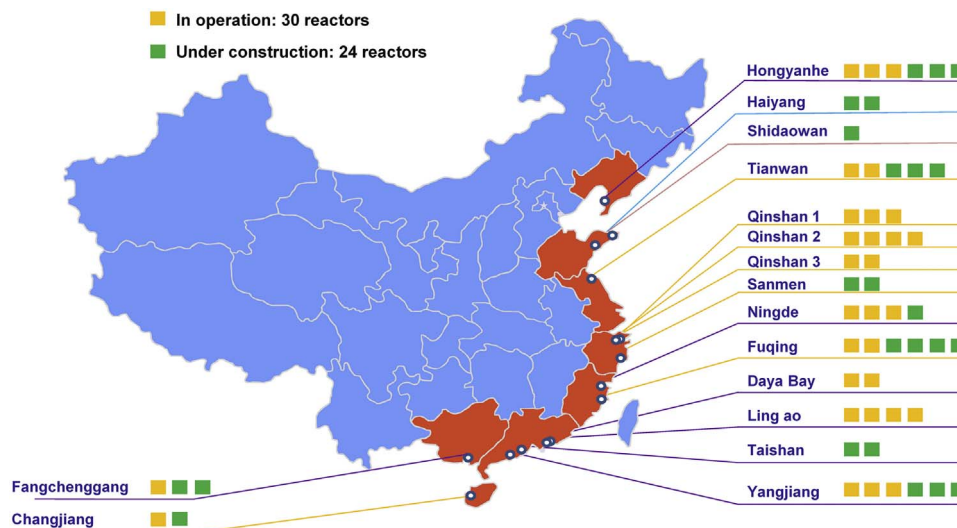 In operation: 30 reactors
Under construction: 24 reactors
Hongyanhe
Haiyang
Shidaowan
Tianwan
Qinshan 1
Qinshan 2
Qinshan 3
Sanmen
Ningde
Fuqing
Daya Bay
Ling ao
Taishan
Yangjiang
Fangchenggang
Changjiang